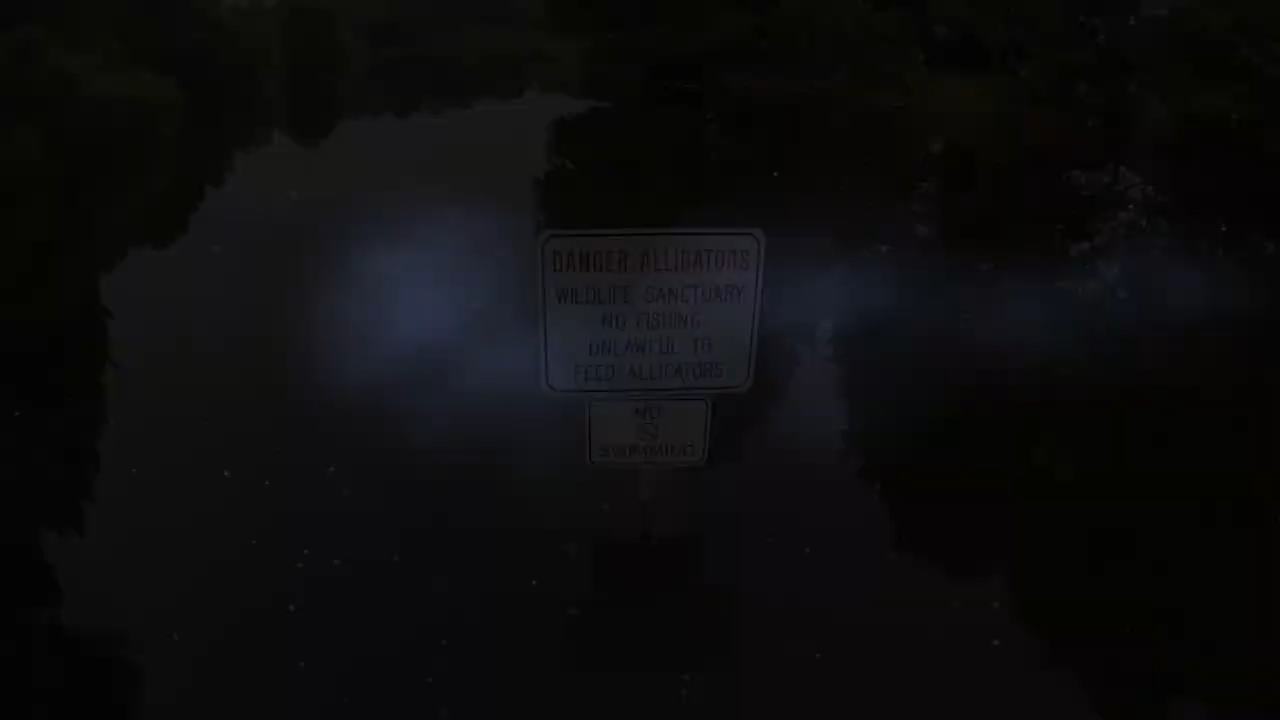 DANGER ALLIGATORS
WILDLIFE SANCTUARY
NO FISHING
UNLAWFUL TO
FEED ALLIGATORS
NO
SWIMMING